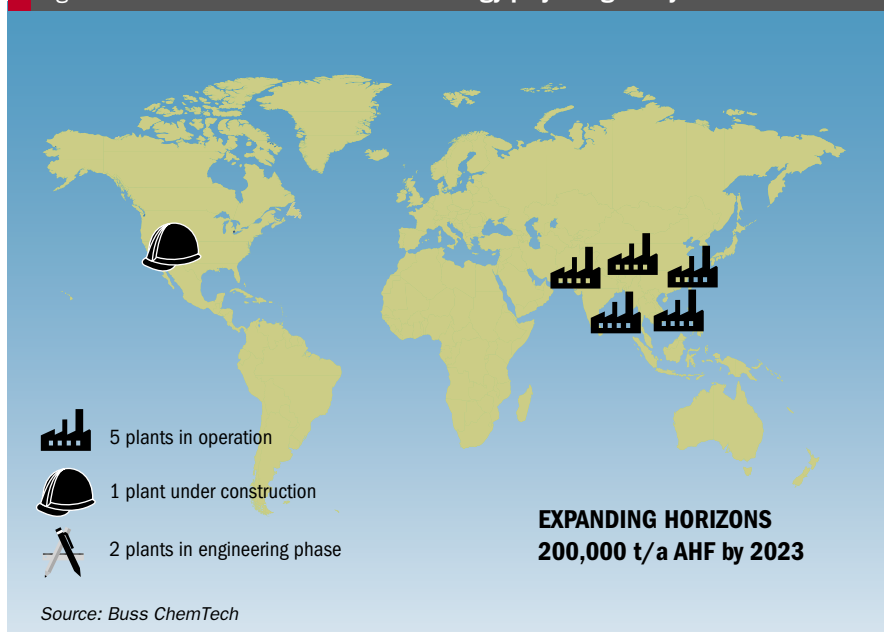 5 plants in operation
1 plant under construction
2 plants in engineering phase
EXPANDING HORIZONS
200,000 t/a AHF by 2023
Source: Buss ChemTech